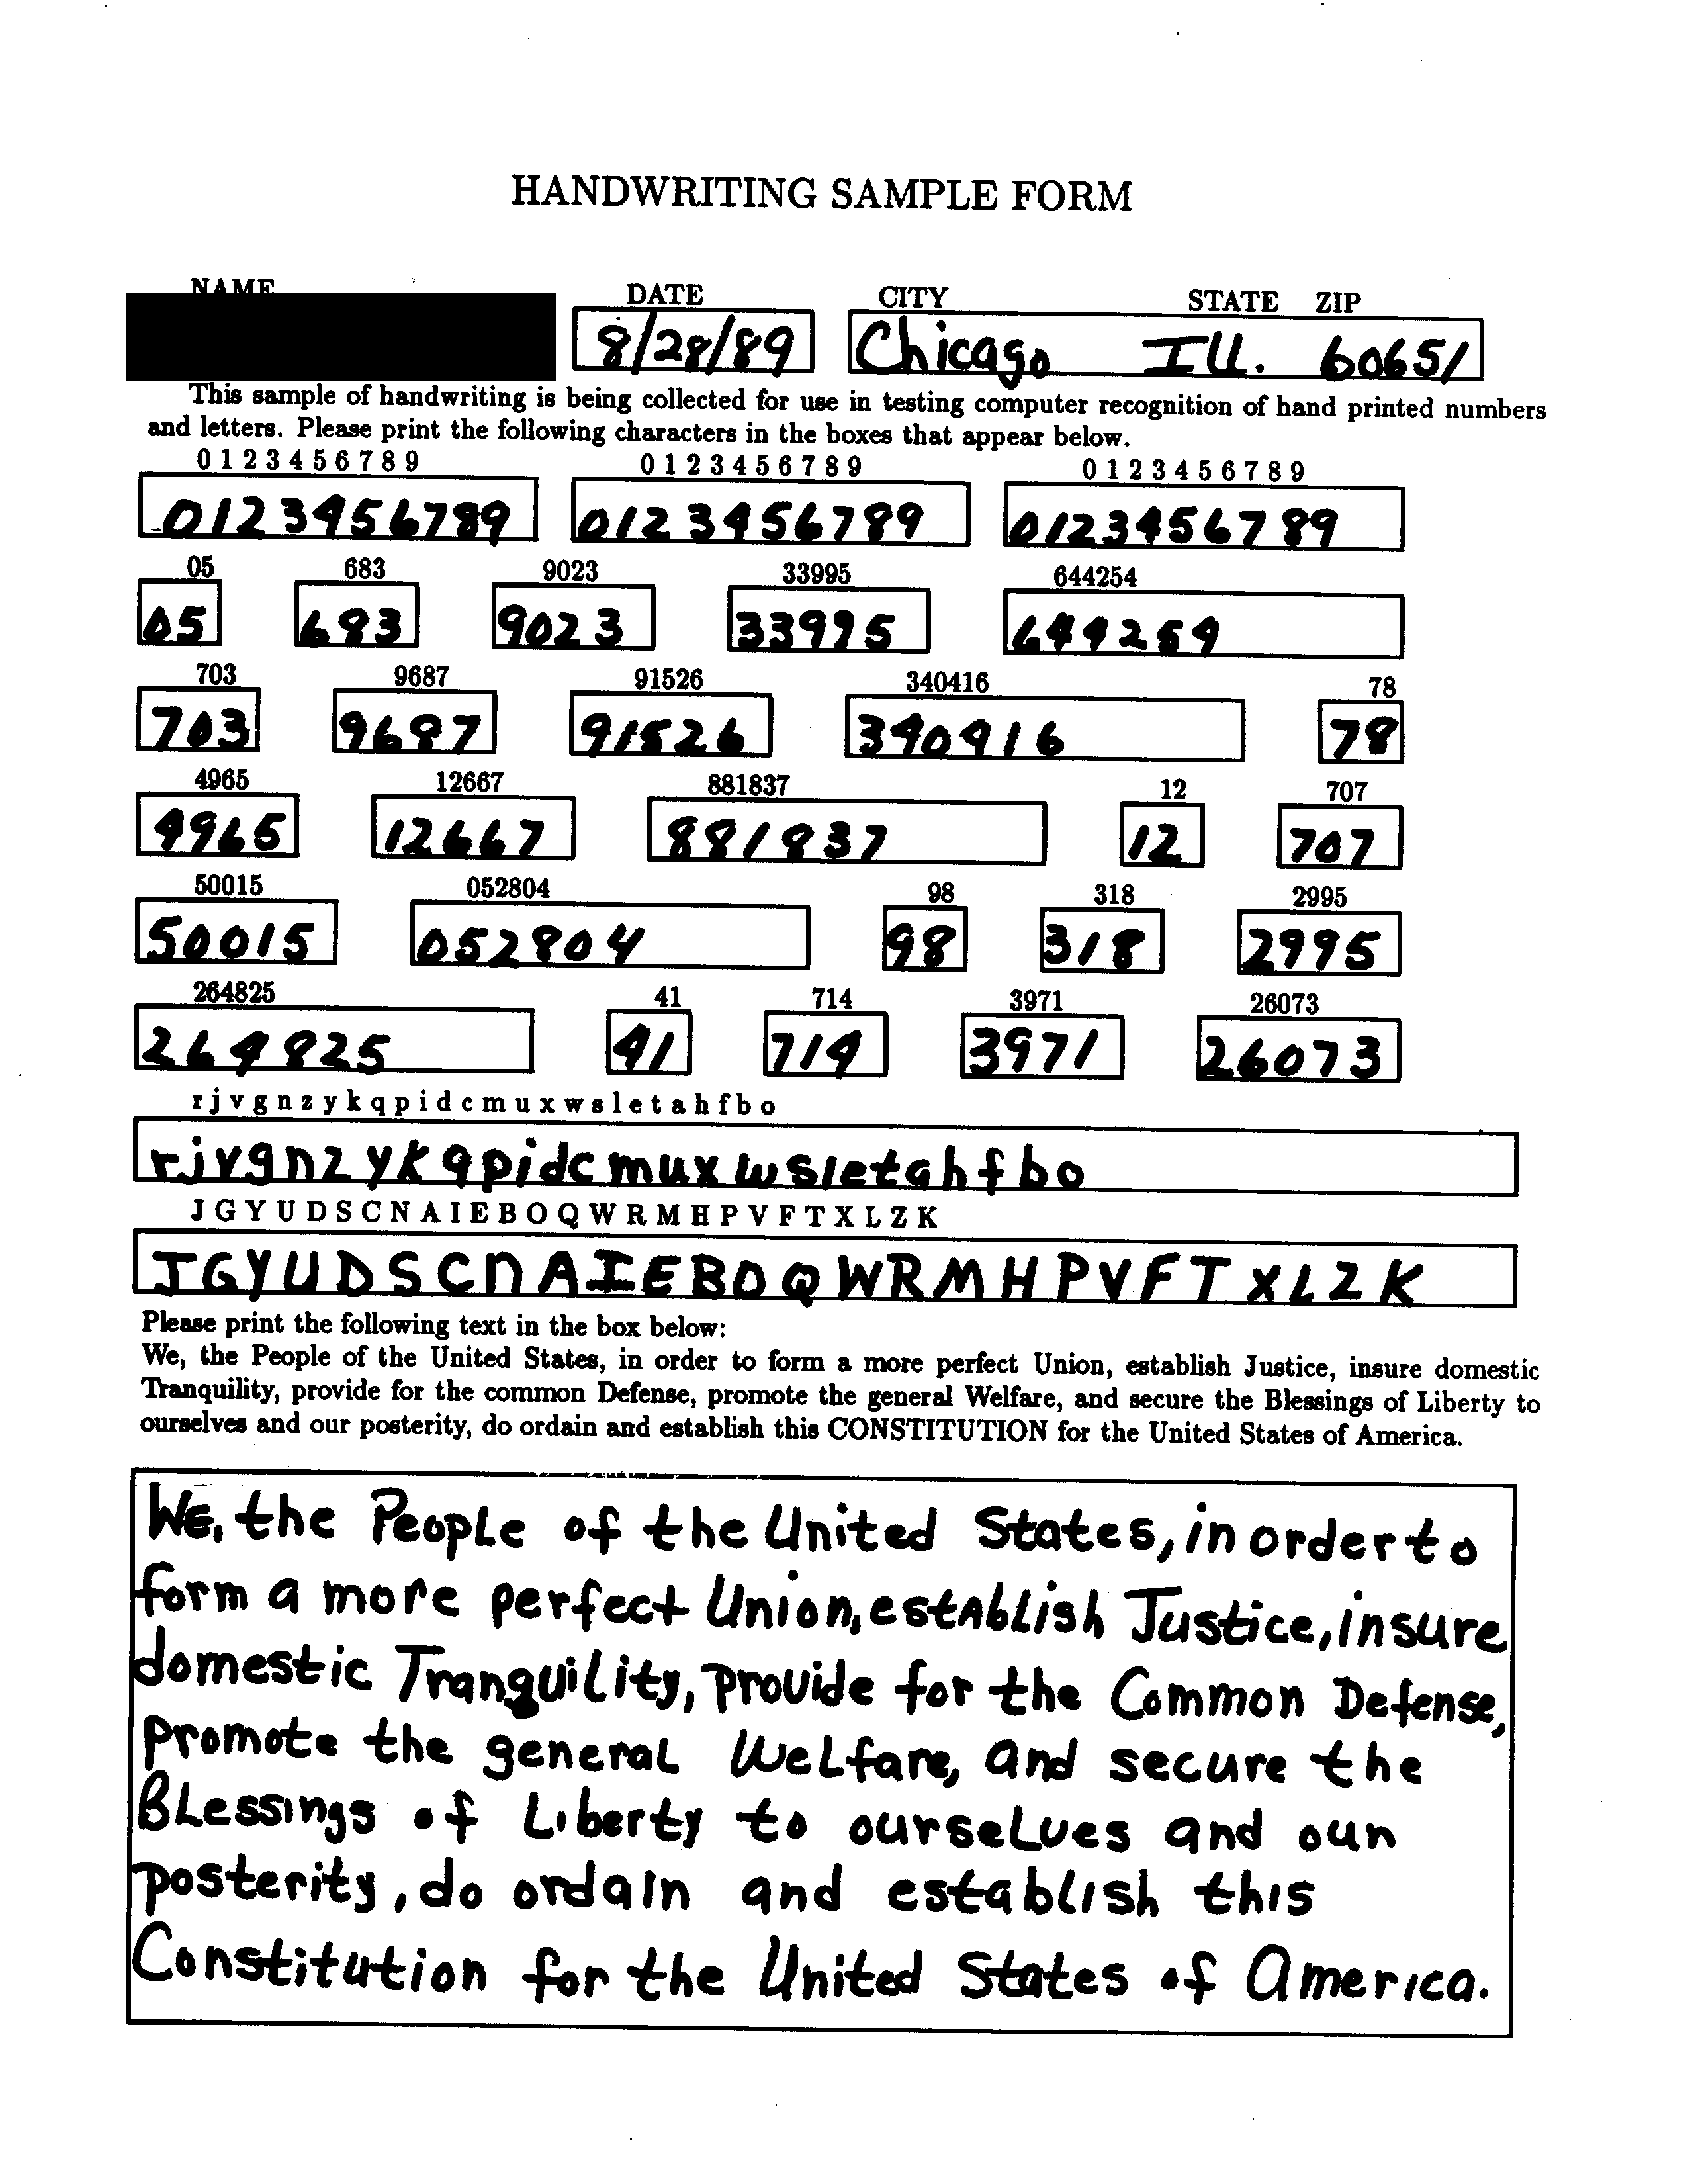 HANDWRITING SAMPLE FORM
NAME DATE CITY STATE ZIP
8/28/89 Chicago Ill. 60651
This sample of handwriting is being collected for use in testing computer recognition of hand printed numbers
and letters. Please print the following characters in the boxes that appear below.
0 1 2 3 4 5 6 7 8 9 0 1 2 3 4 5 6 7 8 9 0 1 2 3 4 5 6 7 8 9
0123456789 0123456789 0123456789
05 683 9023 33995 644254
05 683 9023 33995 644254
703 9687 91526 340416 78
703 9687 91526 340416 78
4965 12667 881837 12 707
4965 12667 881837 12 707
50015 052804 98 318 2995
50015 052804 98 318 2995
264825 41 714 3971 26073
264825 41 714 3971 26073
r j v g n z y k q p i d c m u x w s l e t a h f b o
rjvgnzykqpidcmuxwsletahfbo
J G Y U D S C N A I E B O Q W R M H P V F T X L Z K
JGYUDSCNAIEBOQWRMHPVFTXLZK
Please print the following text in the box below:
We, the People of the United States, in order to form a more perfect Union, establish Justice, insure domestic
Tranquility, provide for the common Defense, promote the general Welfare, and secure the Blessings of Liberty to
ourselves and our posterity, do ordain and establish this CONSTITUTION for the United States of America.
WE, the PeopLe of the United States, in order to
form a more perfect Union, estAbLish Justice, insure
domestic TranquiLity, provide for the Common Defense,
promote the generaL WeLfare, and secure the
BLessings of Liberty to ourseLves and our
posterity, do ordain and establish this
Constitution for the United States of America.